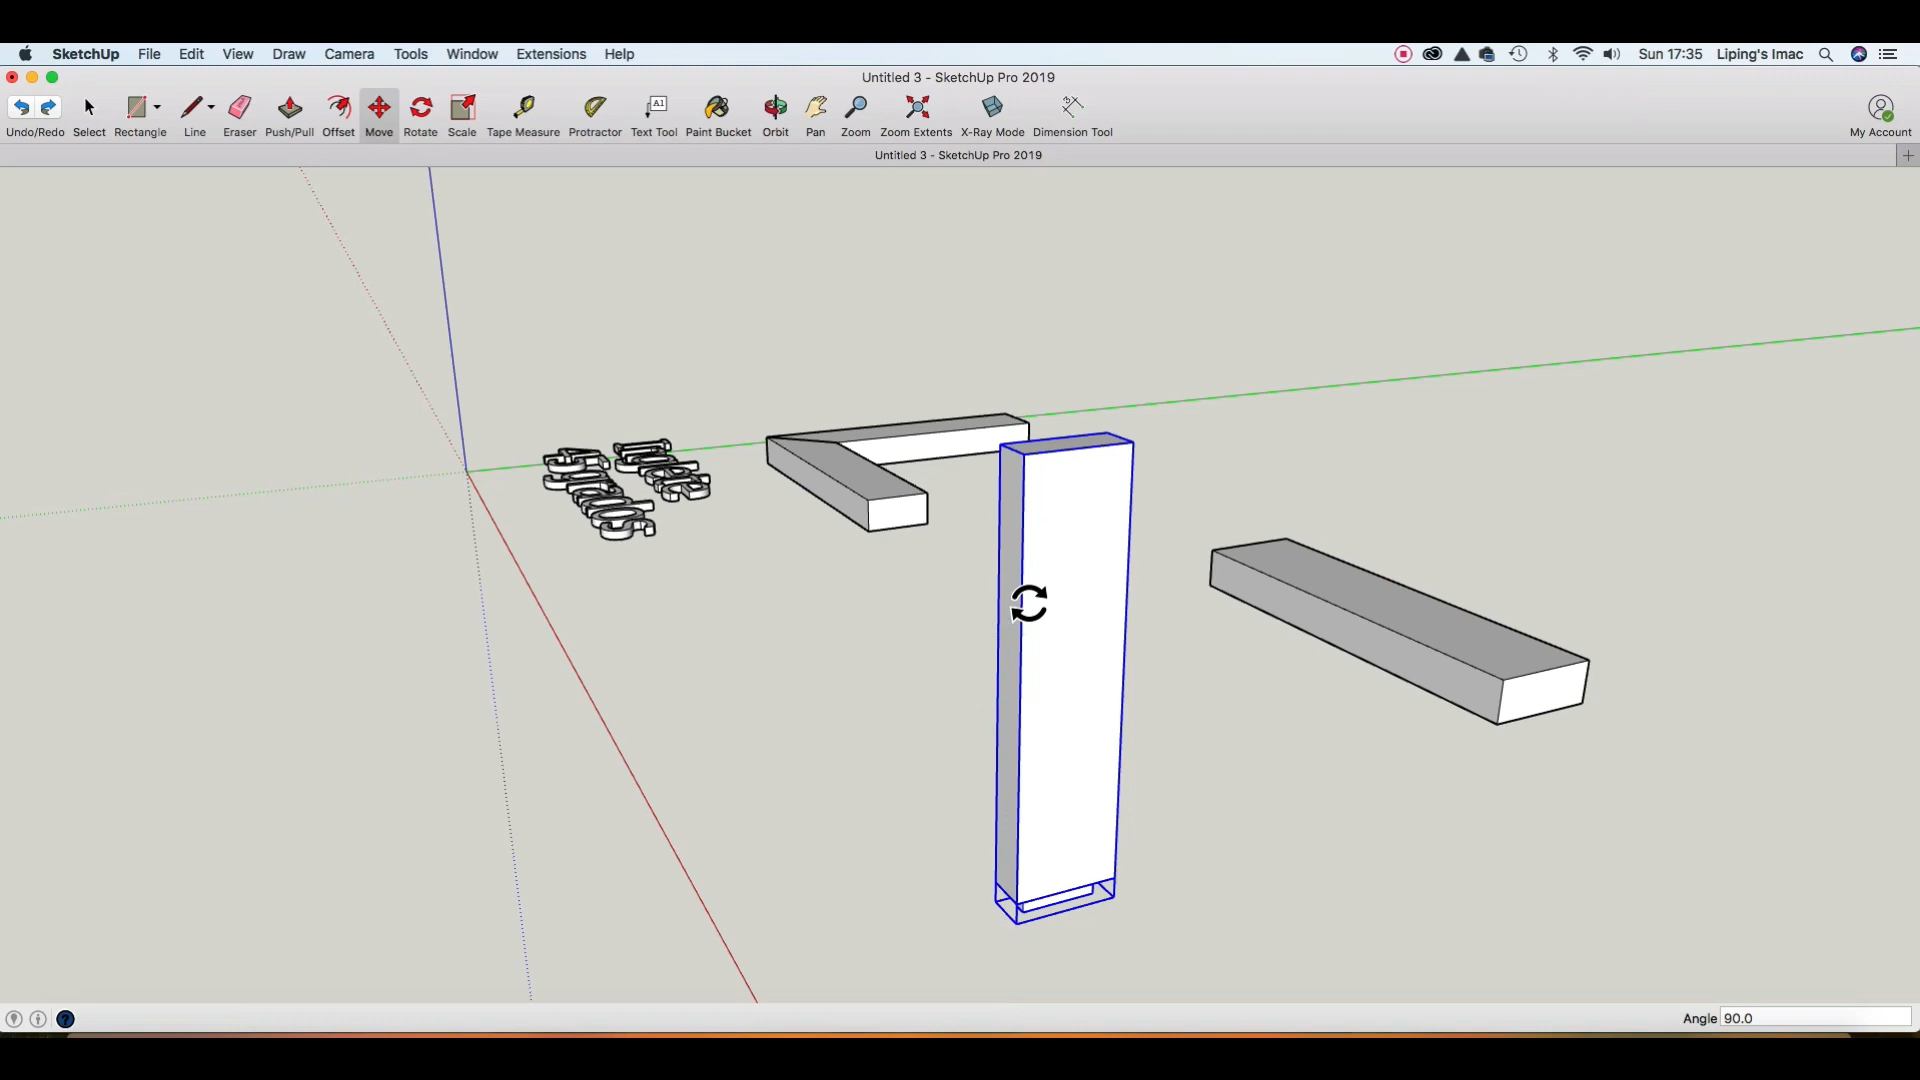 SketchUp File Edit View Draw Camera Tools Window Extensions Help Sun 17:35 Liping's Imac
Untitled 3 - SketchUp Pro 2019
A1
Undo/Redo Select Rectangle Line Eraser Push/Pull Offset Move Rotate Scale Tape Measure Protractor Text Tool Paint Bucket Orbit Pan Zoom Zoom Extents X-Ray Mode Dimension Tool My Account
Untitled 3 - SketchUp Pro 2019
Angle 90.0